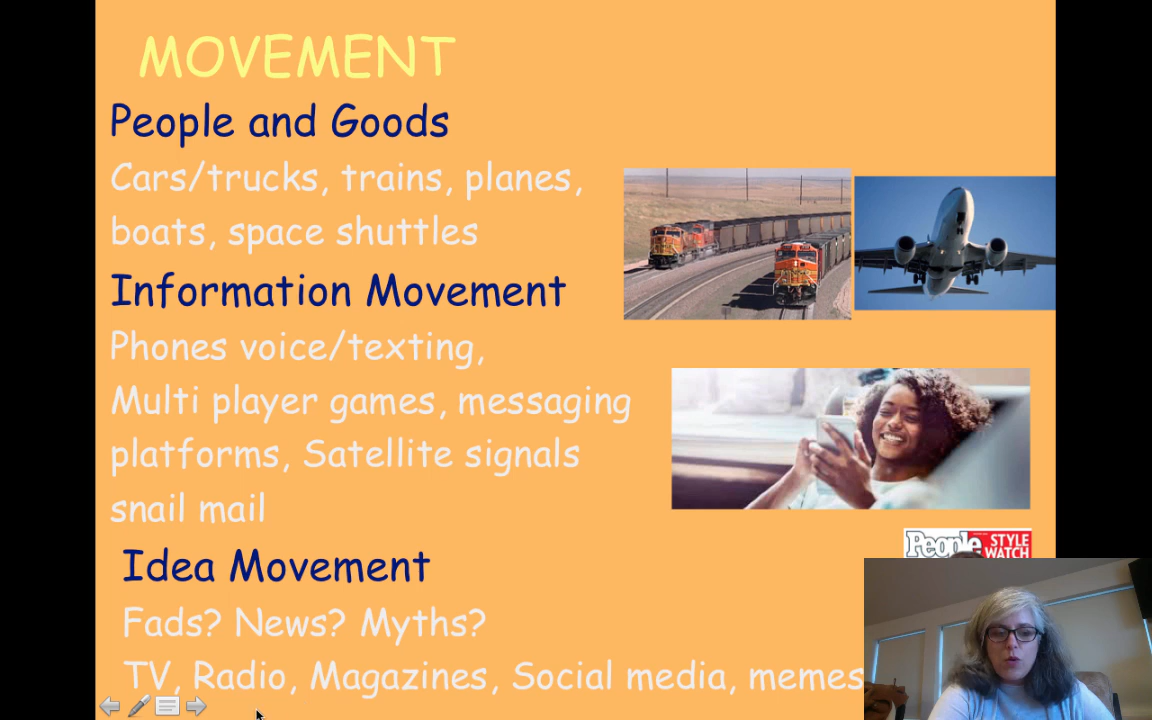 MOVEMENT
People and Goods
Cars/trucks, trains, planes,
boats, space shuttles
Information Movement
Phones voice/texting,
Multi player games, messaging
platforms, Satellite signals
snail mail
Idea Movement
Fads? News? Myths?
TV, Radio, Magazines, Social media, memes
People STYLE
WATCH